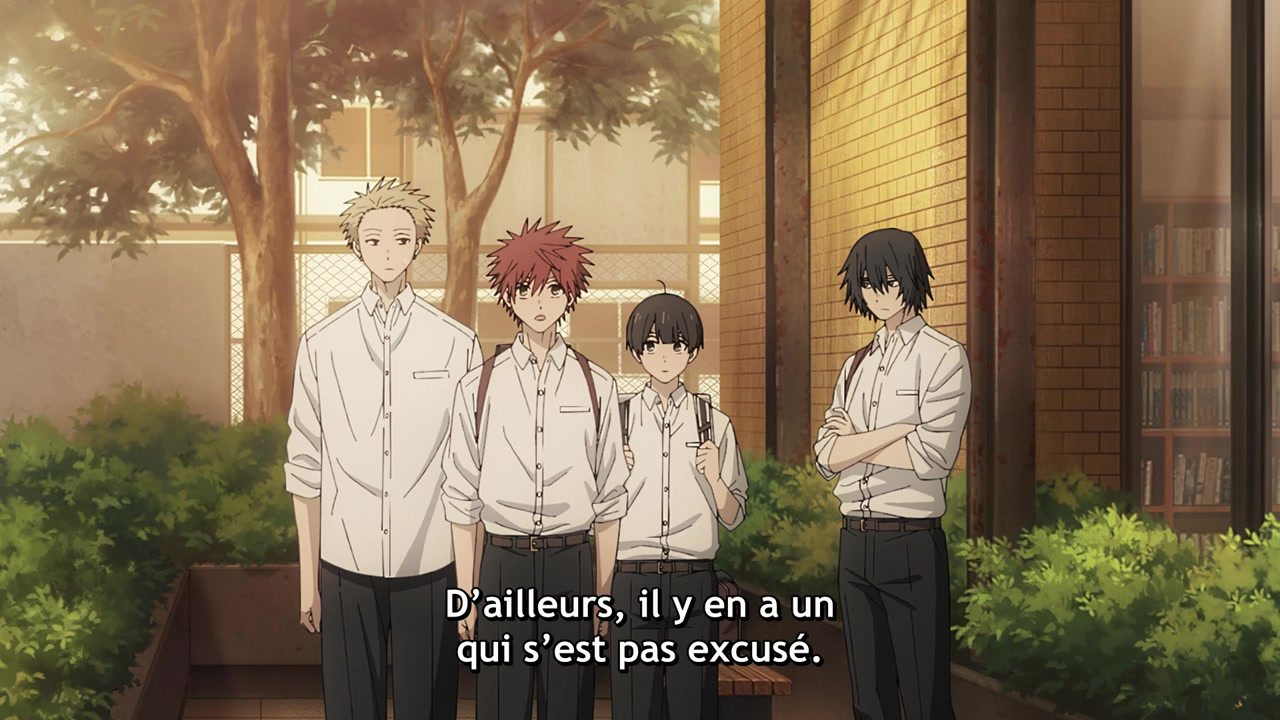 D’ailleurs, il y en a un
qui s’est pas excusé.